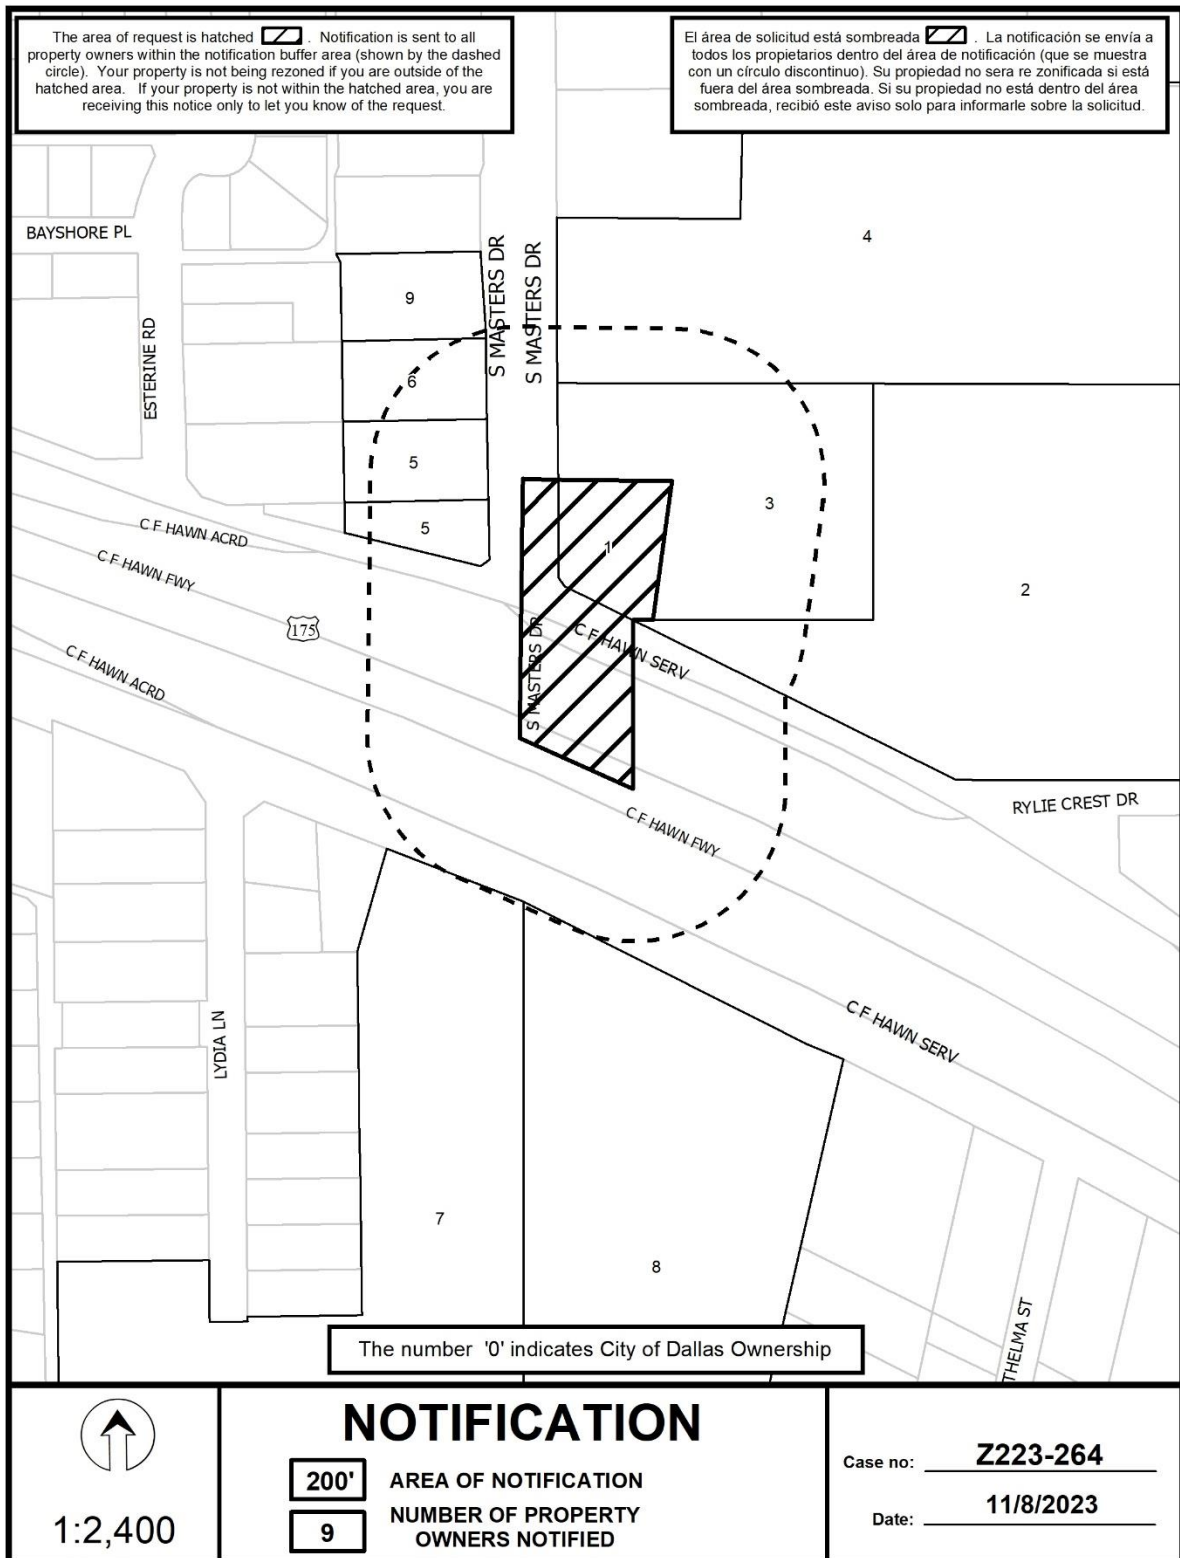 The area of request is hatched . Notification is sent to all
property owners within the notification buffer area (shown by the dashed
circle). Your property is not being rezoned if you are outside of the
hatched area. If your property is not within the hatched area, you are
receiving this notice only to let you know of the request.
El área de solicitud está sombreada . La notificación se envía a
todos los propietarios dentro del área de notificación (que se muestra
con un círculo discontinuo). Su propiedad no sera re zonificada si está
fuera del área sombreada. Si su propiedad no está dentro del área
sombreada, recibió este aviso solo para informarle sobre la solicitud.
BAYSHORE PL
ESTERINE RD
S MASTERS DR
S MASTERS DR
4
9
6
5
5
3
1
2
C F HAWN ACRD
C F HAWN FWY
175
C F HAWN ACRD
C F HAWN SERV
S MASTERS DR
C F HAWN FWY
RYLIE CREST DR
C F HAWN SERV
LYDIA LN
7
8
THELMA ST
The number '0' indicates City of Dallas Ownership
1:2,400
NOTIFICATION
200' AREA OF NOTIFICATION
9 NUMBER OF PROPERTY
OWNERS NOTIFIED
Case no: Z223-264
Date: 11/8/2023